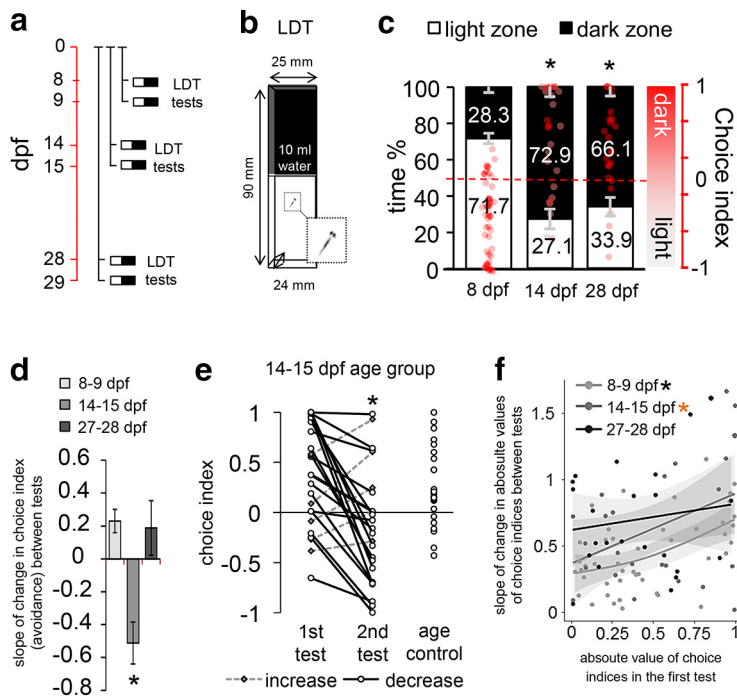 a
0
8
9
14
15
28
29
dpf
LDT
tests
LDT
tests
LDT
tests
b
LDT
25 mm
10 ml
water
90 mm
24 mm
c
light zone
dark zone
* *
100
80
60
40
20
0
time %
28.3
71.7
72.9
27.1
66.1
33.9
8 dpf 14 dpf 28 dpf
dark
light
1
0
-1
Choice index
d
8-9 dpf
14-15 dpf
27-28 dpf
slope of change in choice index
(avoidance) between tests
0.6
0.4
0.2
0
-0.2
-0.4
-0.6
-0.8
*
e
14-15 dpf age group
*
choice index
1
0.5
0
-0.5
-1
1st
test
2nd
test
age
control
increase
decrease
f
8-9 dpf *
14-15 dpf *
27-28 dpf
slope of change in abosulte values
of choice indices between tests
1.5
1
0.5
0
0 0.25 0.5 0.75 1
absoute value of choice
indices in the first test